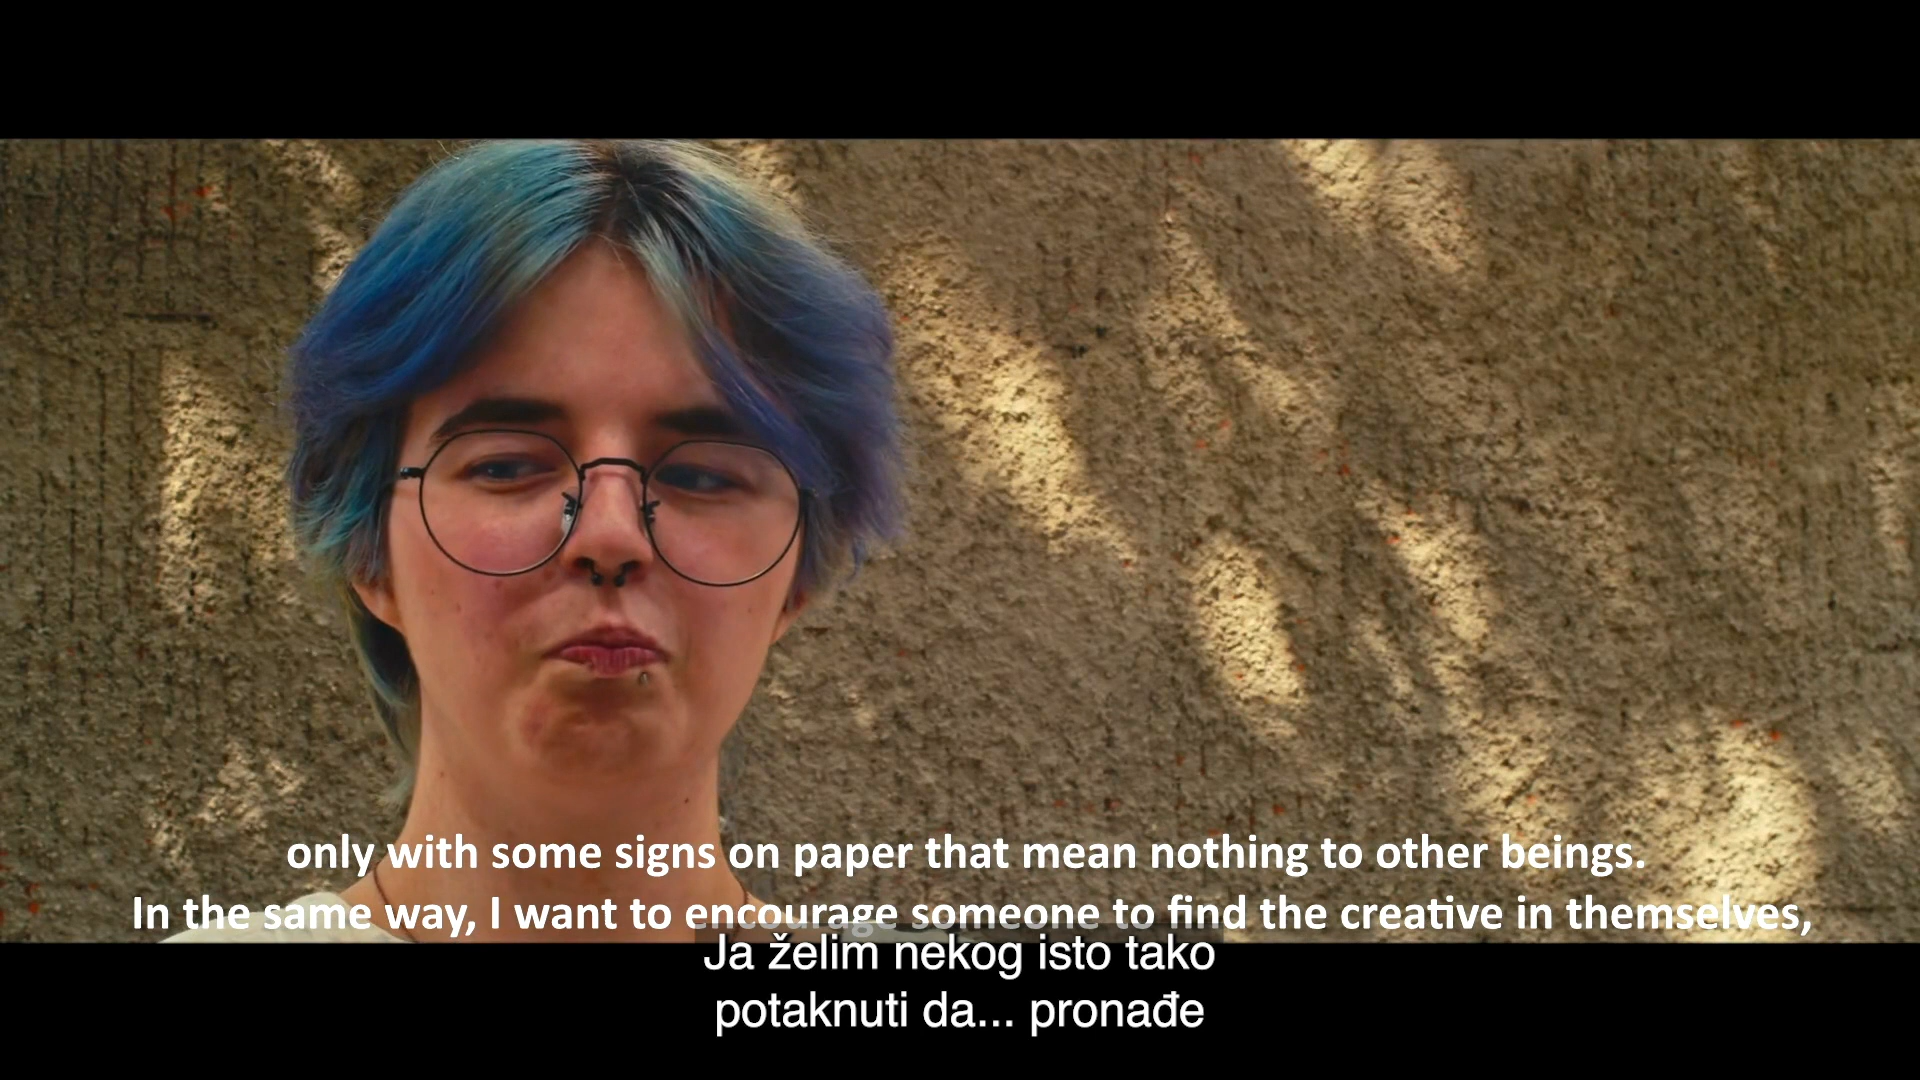 only with some signs on paper that mean nothing to other beings.
In the same way, I want to encourage someone to find the creative in themselves,
Ja želim nekog isto tako
potaknuti da... pronađe